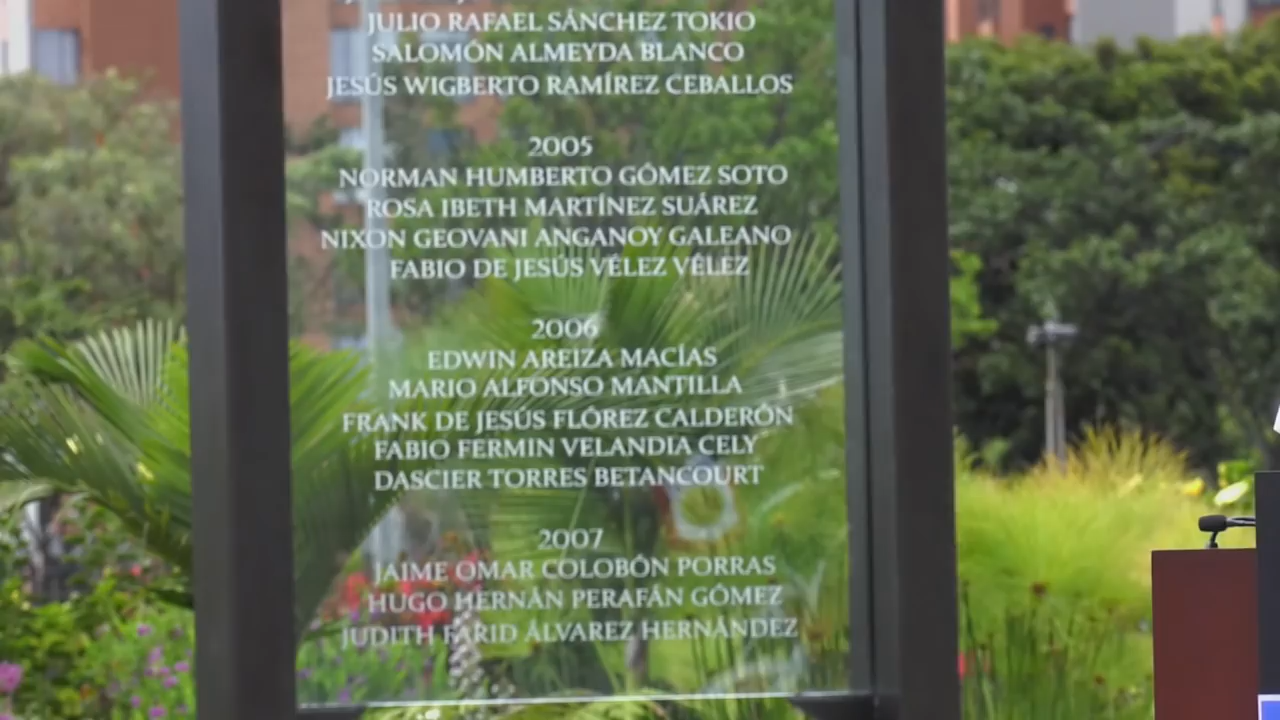 JULIO RAFAEL SÁNCHEZ TOKIO
SALOMÓN ALMEYDA BLANCO
JESÚS WIGBERTO RAMÍREZ CEBALLOS
2005
NORMAN HUMBERTO GÓMEZ SOTO
ROSA IBETH MARTÍNEZ SUÁREZ
NIXON GEOVANI ANGANOY GALEANO
FABIO DE JESÚS VÉLEZ VÉLEZ
2006
EDWIN AREIZA MACÍAS
MARIO ALFONSO MANTILLA
FRANK DE JESÚS FLÓREZ CALDERÓN
FABIO FERMIN VELANDIA CELY
DASCIER TORRES BETANCOURT
2007
JAIME OMAR COLOBÓN PORRAS
HUGO HERNÁN PERAFÁN GÓMEZ
JUDITH FARID ÁLVAREZ HERNÁNDEZ